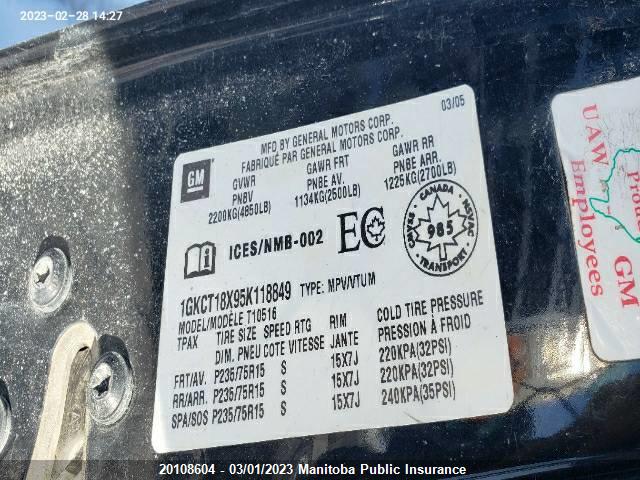 2023-02-28 14:27
03/05
MFD BY GENERAL MOTORS CORP.
FABRIQUÉ PAR GENERAL MOTORS CORP.
GM
GVWR GAWR FRT GAWR RR
PNBV PNBE AV. PNBE ARR.
2200KG(4850LB) 1134KG(2500LB) 1225KG(2700LB)
ICES/NMB-002 EC
CANADA
985
TRANSPORT
1GKCT18X95K118849 TYPE: MPV/VTUM
MODEL/MODÈLE T10516
TPAX TIRE SIZE SPEED RTG RIM COLD TIRE PRESSURE
DIM. PNEU COTE VITESSE JANTE PRESSION À FROID
FRT/AV. P235/75R15 S 15X7J 220KPA(32PSI)
RR/ARR. P235/75R15 S 15X7J 220KPA(32PSI)
SPA/SOS P235/75R15 S 15X7J 240KPA(35PSI)
UAW GM
Employees
20108604 - 03/01/2023 Manitoba Public Insurance